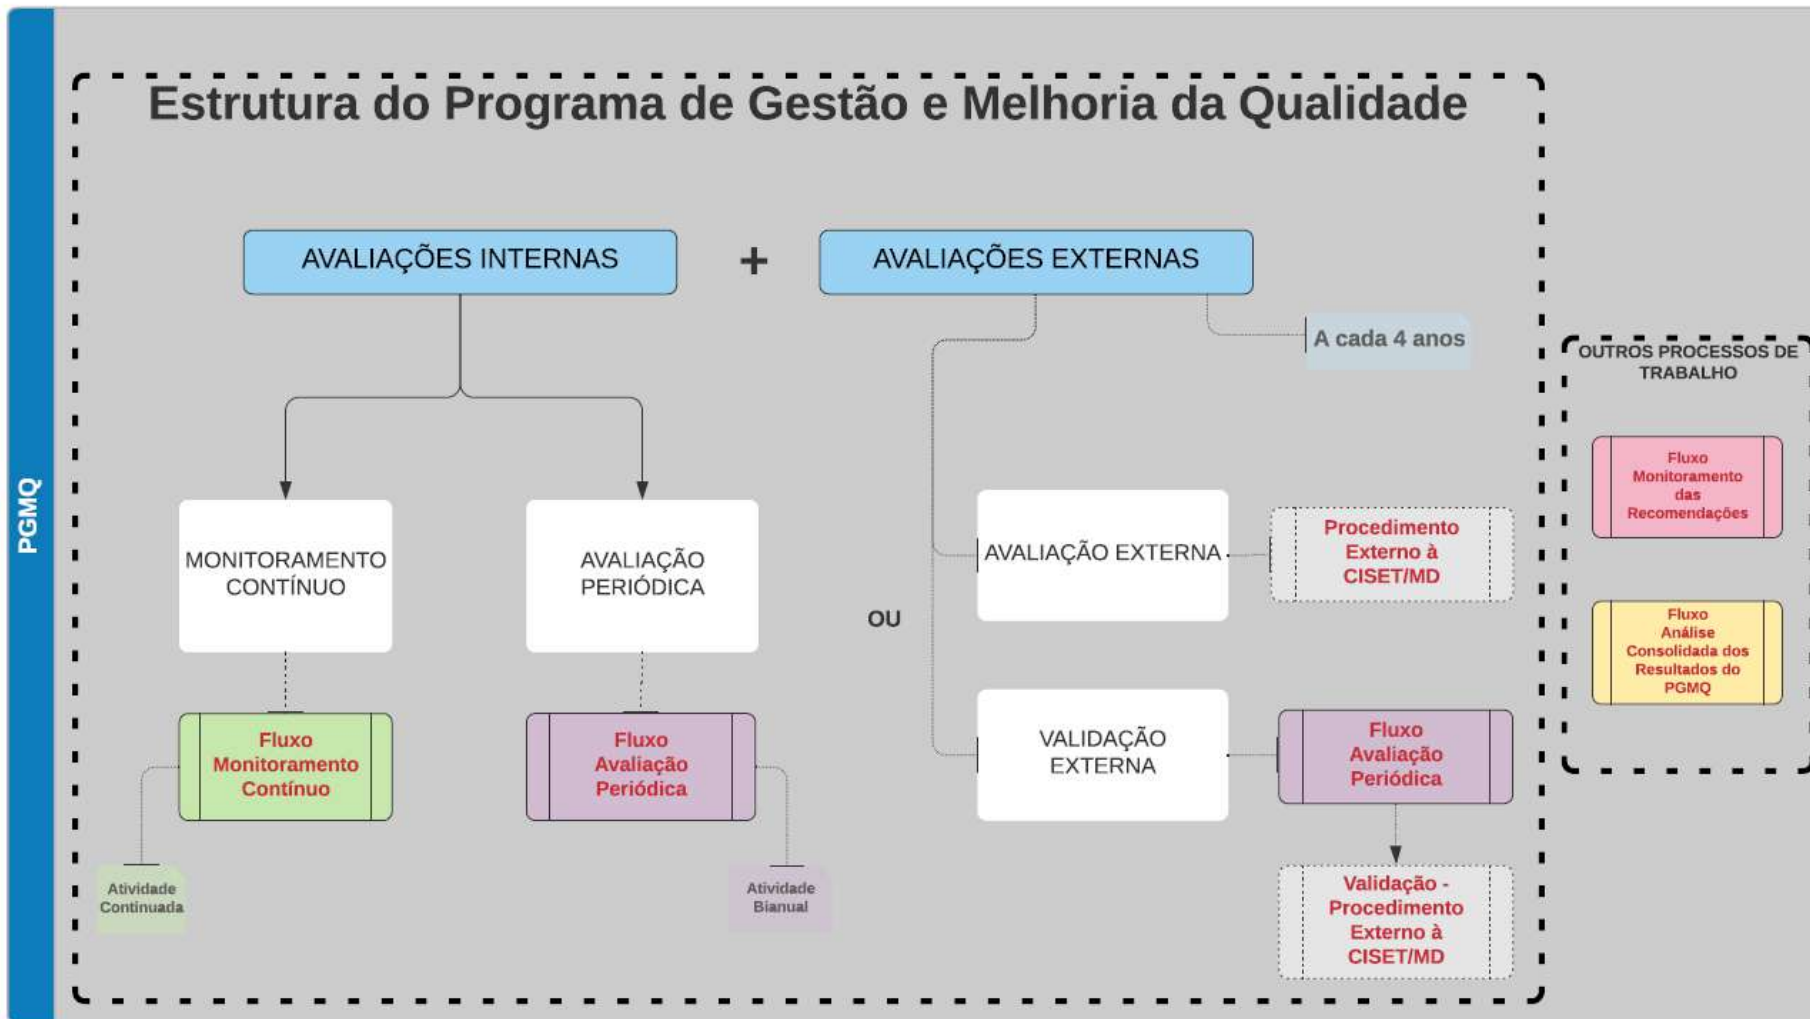 PGMQ
Estrutura do Programa de Gestão e Melhoria da Qualidade
AVALIAÇÕES INTERNAS
+
AVALIAÇÕES EXTERNAS
A cada 4 anos
MONITORAMENTO
CONTÍNUO
AVALIAÇÃO
PERIÓDICA
OU
AVALIAÇÃO EXTERNA
Procedimento
Externo à
CISET/MD
VALIDAÇÃO
EXTERNA
Fluxo
Avaliação
Periódica
Fluxo
Monitoramento
Contínuo
Fluxo
Avaliação
Periódica
Atividade
Continuada
Atividade
Bianual
Validação -
Procedimento
Externo à
CISET/MD
OUTROS PROCESSOS DE
TRABALHO
Fluxo
Monitoramento
das
Recomendações
Fluxo
Análise
Consolidada dos
Resultados do
PGMQ